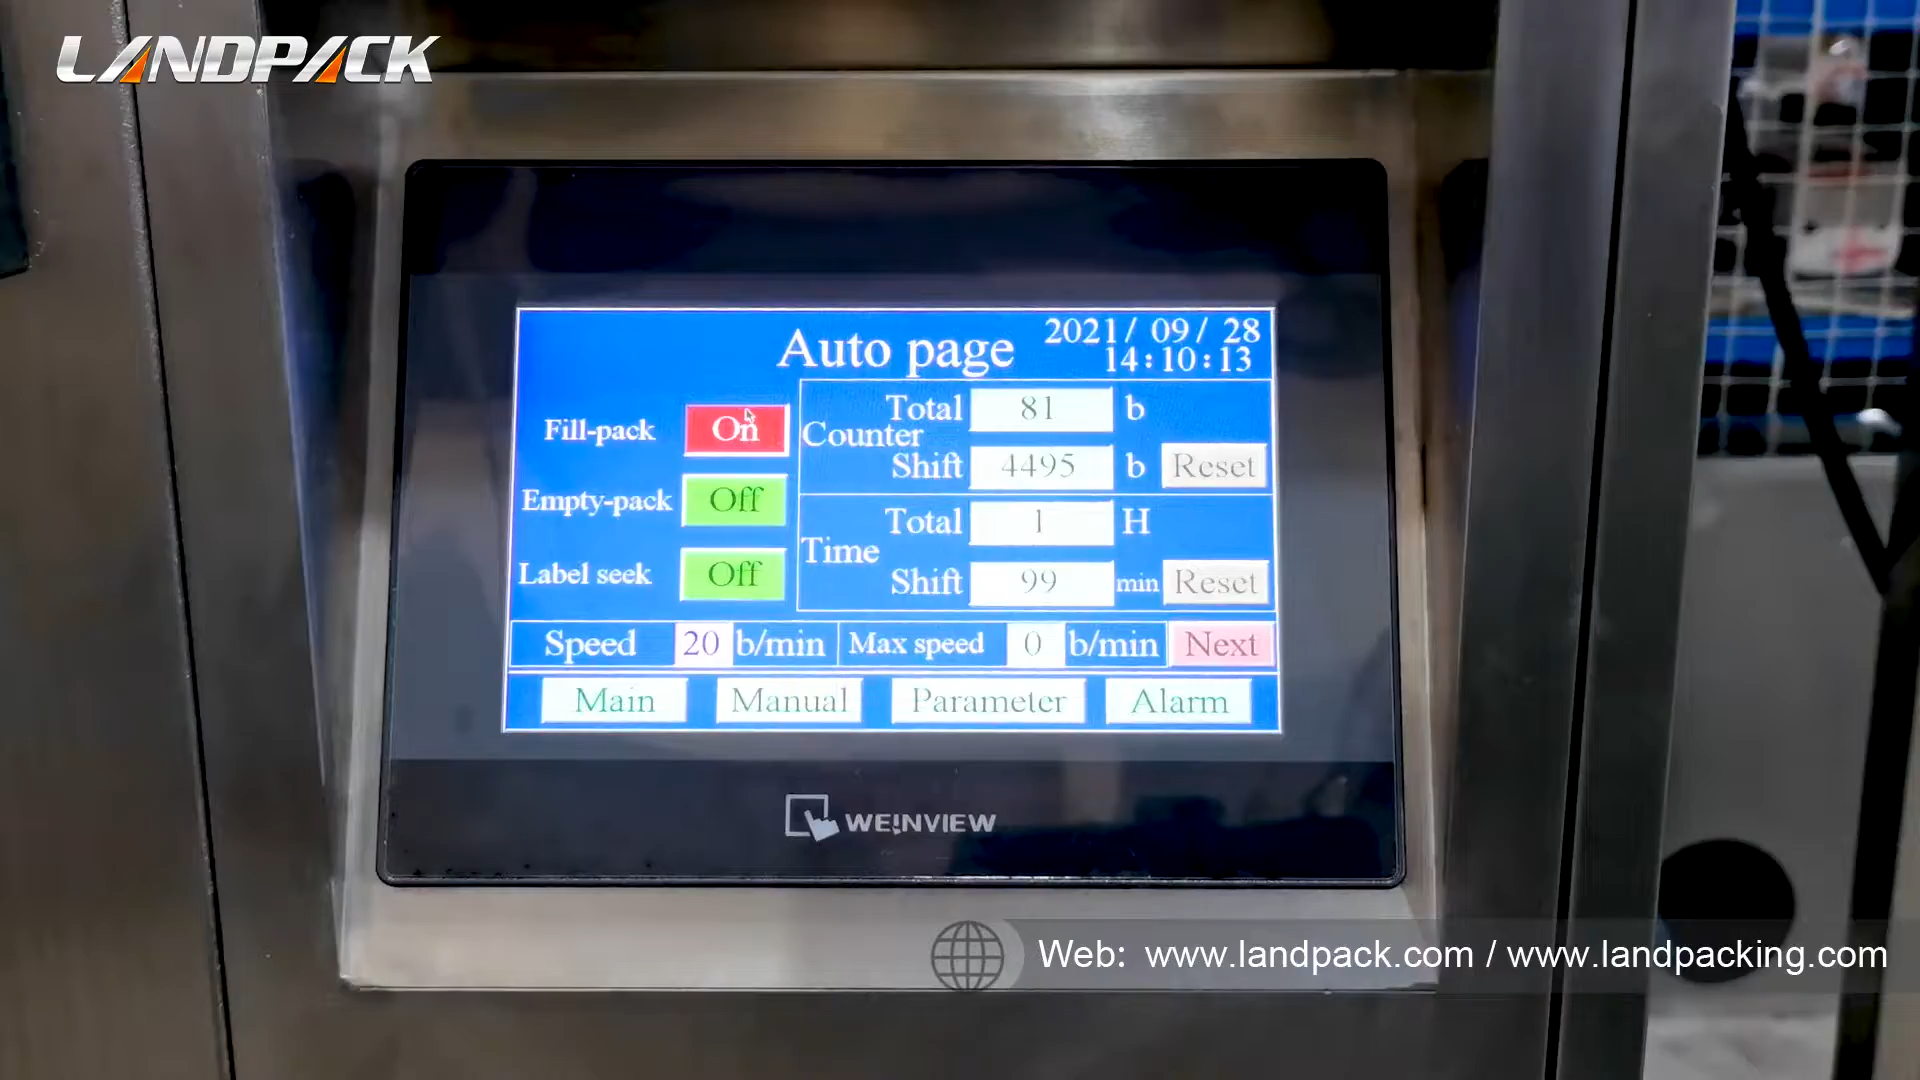 LANDPACK
Auto page
2021/ 09/ 28
14:10:13
Fill-pack On
Empty-pack Off
Label seek Off
Counter
Total 81 b
Shift 4495 b Reset
Time
Total 1 H
Shift 99 min Reset
Speed 20 b/min Max speed 0 b/min Next
Main Manual Parameter Alarm
WE!NVIEW
Web: www.landpack.com / www.landpacking.com